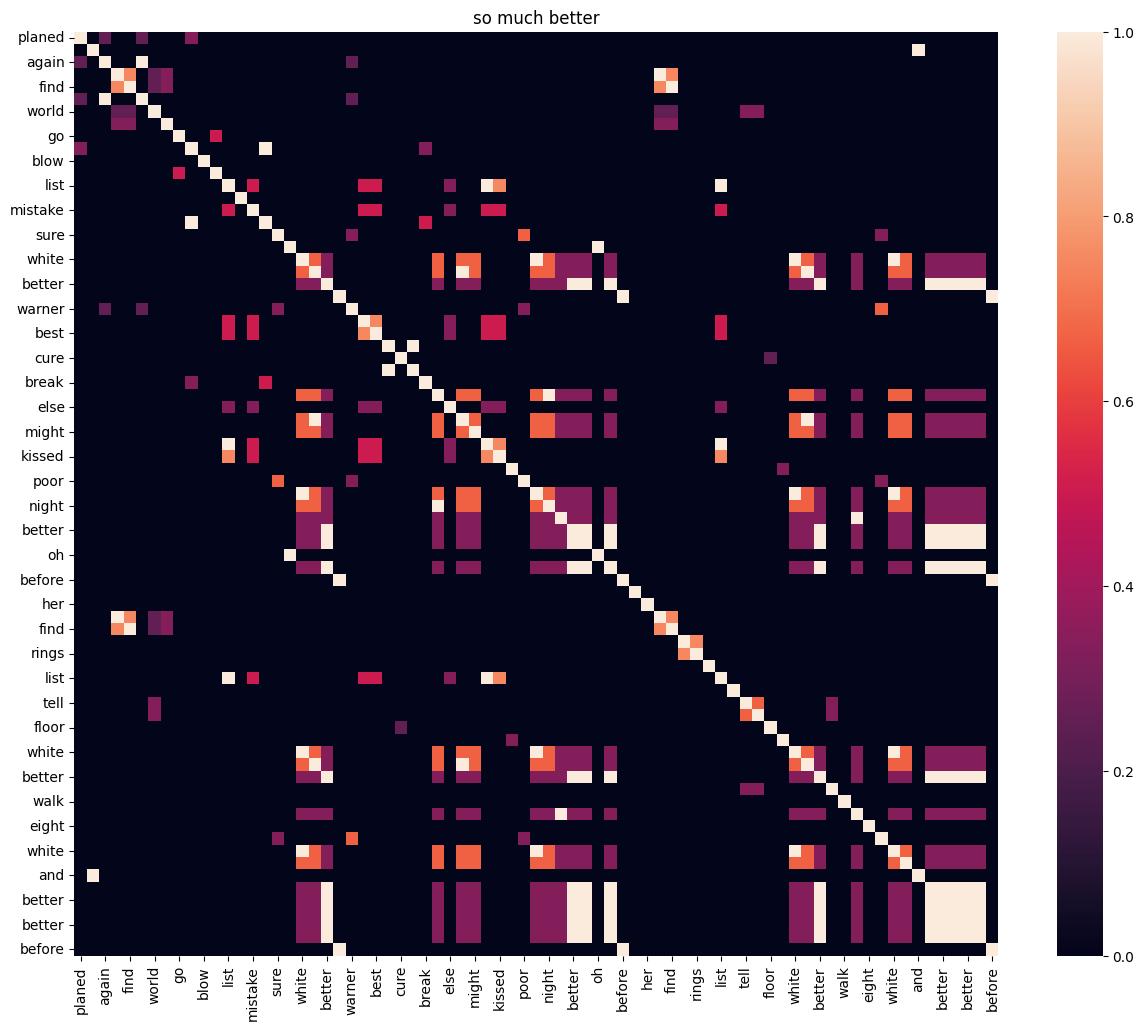 so much better
planed
again
find
world
go
blow
list
mistake
sure
white
better
warner
best
cure
break
else
might
kissed
poor
night
better
oh
before
her
find
rings
list
tell
floor
white
better
walk
eight
white
and
better
better
before
1.0
0.8
0.6
0.4
0.2
0.0
planed
again
find
world
go
blow
list
mistake
sure
white
better
warner
best
cure
break
else
might
kissed
poor
night
better
oh
before
her
find
rings
list
tell
floor
white
better
walk
eight
white
and
better
better
before